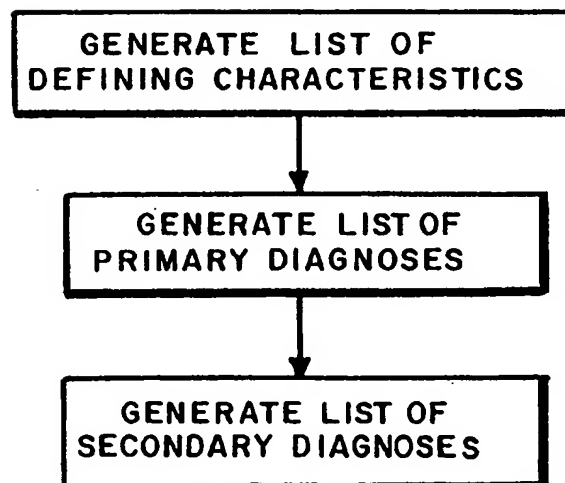 GENERATE LIST OF
DEFINING CHARACTERISTICS
GENERATE LIST OF
PRIMARY DIAGNOSES
GENERATE LIST OF
SECONDARY DIAGNOSES